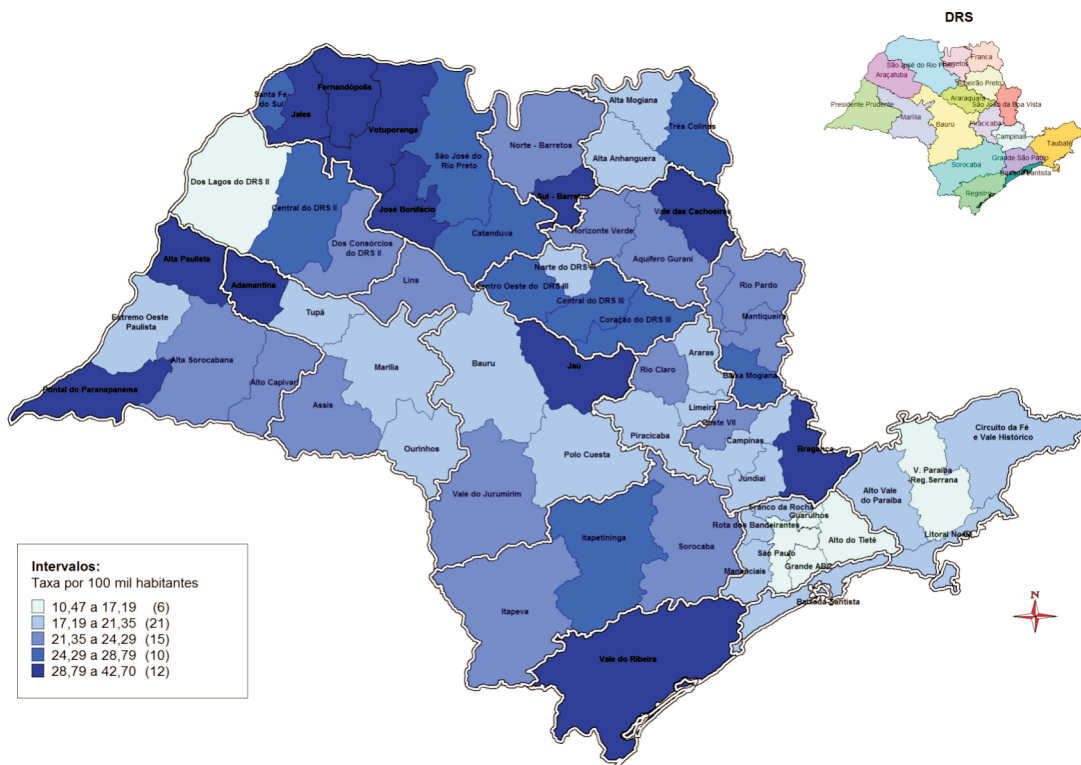 DRS
São José do Rio Preto
Barretos
Franca
Araçatuba
Ribeirão Preto
Araraquara
São João da Boa Vista
Presidente Prudente
Marília
Bauru
Piracicaba
Campinas
Taubaté
Grande São Paulo
Sorocaba
Baixada Santista
Registro
Santa Fé
do Sul
Jales
Fernandópolis
Votuporanga
São José do
Rio Preto
Norte - Barretos
Alta Mogiana
Três Colinas
Alta Anhanguera
Dos Lagos do DRS II
Central do DRS II
José Bonifácio
Sul - Barretos
Vale das Cachoeiras
Catanduva
Horizonte Verde
Dos Consórcios
do DRS II
Aquífero Guraní
Alta Paulista
Adamantina
Lins
Norte do DRS III
Centro Oeste do DRS III
Central do DRS III
Coração do DRS III
Rio Pardo
Mantiqueira
Extremo Oeste
Paulista
Tupã
Alta Sorocabana
Alto Capivari
Marília
Bauru
Jaú
Rio Claro
Araras
Baixa Mogiana
Pontal do Paranapanema
Assis
Ourinhos
Limeira
Oeste VII
Piracicaba
Campinas
Bragança
Polo Cuesta
Jundiaí
Circuito da Fé
e Vale Histórico
V. Paraíba
Reg.Serrana
Alto Vale
do Paraíba
Vale do Jurumirim
Itapetininga
Sorocaba
Franco da Rocha
Guarulhos
Rota dos Bandeirantes
São Paulo
Alto do Tietê
Litoral Norte
Grande ABC
Mananciais
Baixada Santista
Itapeva
Vale do Ribeira
N
Intervalos:
Taxa por 100 mil habitantes
10,47 a 17,19 (6)
17,19 a 21,35 (21)
21,35 a 24,29 (15)
24,29 a 28,79 (10)
28,79 a 42,70 (12)